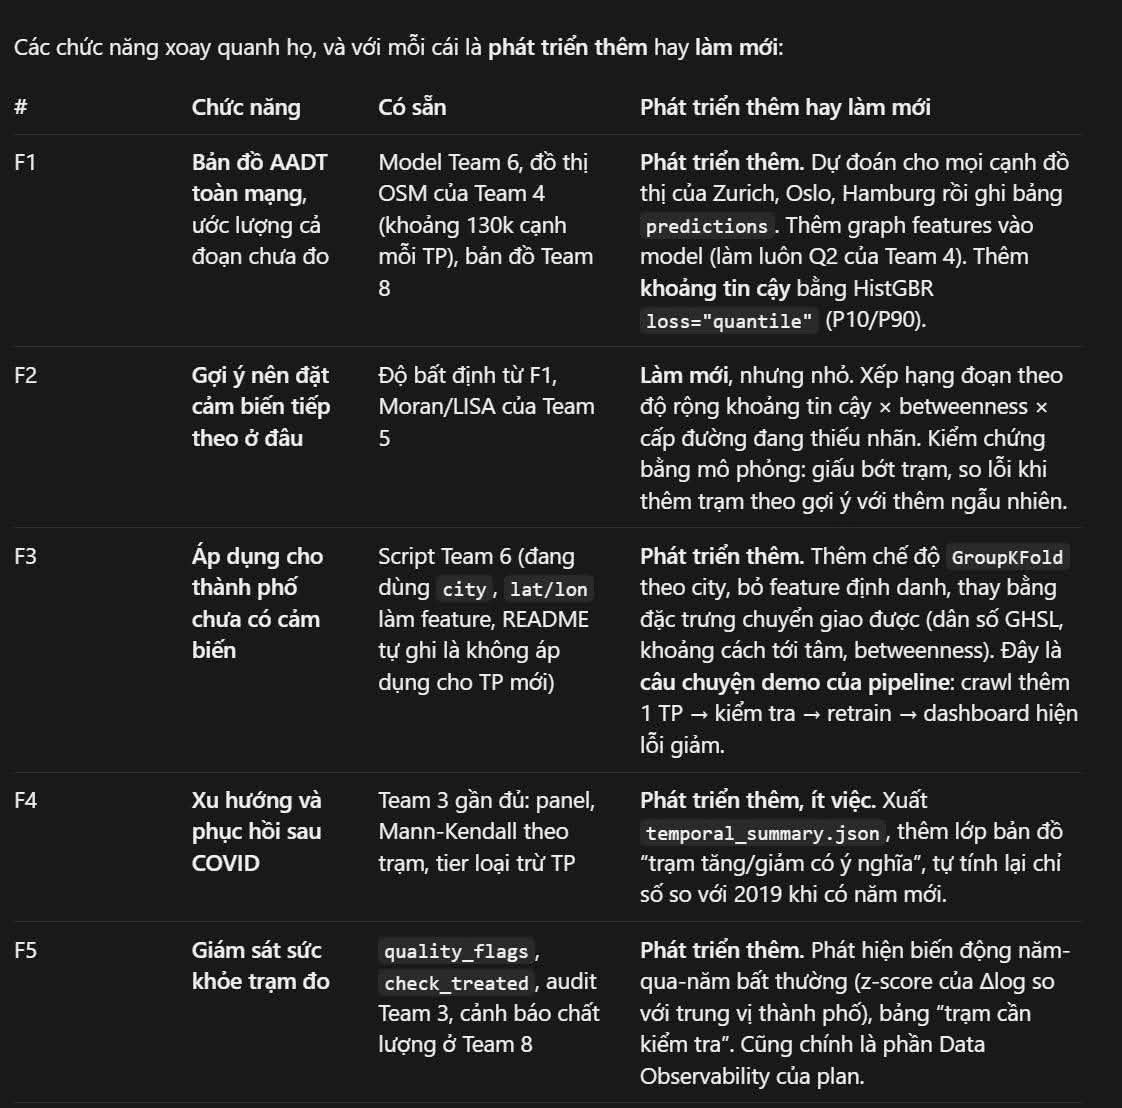 Các chức năng xoay quanh họ, và với mỗi cái là phát triển thêm hay làm mới:
# Chức năng Có sẵn Phát triển thêm hay làm mới
F1
Bản đồ AADT
toàn mạng,
ước lượng cả
đoạn chưa đo
Model Team 6, đồ thị
OSM của Team 4
(khoảng 130k cạnh
mỗi TP), bản đồ Team
8
Phát triển thêm. Dự đoán cho mọi cạnh đồ
thị của Zurich, Oslo, Hamburg rồi ghi bảng
predictions. Thêm graph features vào
model (làm luôn Q2 của Team 4). Thêm
khoảng tin cậy bằng HistGBR
loss="quantile" (P10/P90).
F2
Gợi ý nên đặt
cảm biến tiếp
theo ở đâu
Độ bất định từ F1,
Moran/LISA của Team
5
Làm mới, nhưng nhỏ. Xếp hạng đoạn theo
độ rộng khoảng tin cậy × betweenness ×
cấp đường đang thiếu nhãn. Kiểm chứng
bằng mô phỏng: giấu bớt trạm, so lỗi khi
thêm trạm theo gợi ý với thêm ngẫu nhiên.
F3
Áp dụng cho
thành phố
chưa có cảm
biến
Script Team 6 (đang
dùng city, lat/lon
làm feature, README
tự ghi là không áp
dụng cho TP mới)
Phát triển thêm. Thêm chế độ GroupKFold
theo city, bỏ feature định danh, thay bằng
đặc trưng chuyển giao được (dân số GHSL,
khoảng cách tới tâm, betweenness). Đây là
câu chuyện demo của pipeline: crawl thêm
1 TP → kiểm tra → retrain → dashboard hiện
lỗi giảm.
F4
Xu hướng và
phục hồi sau
COVID
Team 3 gần đủ: panel,
Mann-Kendall theo
trạm, tier loại trừ TP
Phát triển thêm, ít việc. Xuất
temporal_summary.json, thêm lớp bản đồ
“trạm tăng/giảm có ý nghĩa”, tự tính lại chỉ
số so với 2019 khi có năm mới.
F5
Giám sát sức
khỏe trạm đo
quality_flags,
check_treated, audit
Team 3, cảnh báo chất
lượng ở Team 8
Phát triển thêm. Phát hiện biến động năm-
qua-năm bất thường (z-score của Δlog so
với trung vị thành phố), bảng “trạm cần
kiểm tra”. Cũng chính là phần Data
Observability của plan.